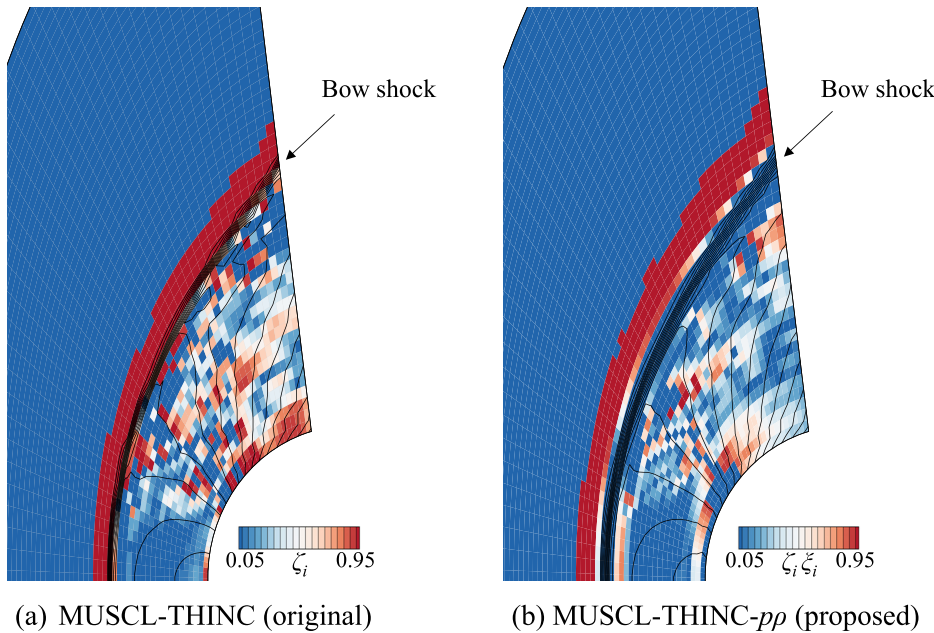 Bow shock
Bow shock
0.05 ζi 0.95
0.05 ζi ξi 0.95
(a) MUSCL-THINC (original)
(b) MUSCL-THINC-pρ (proposed)